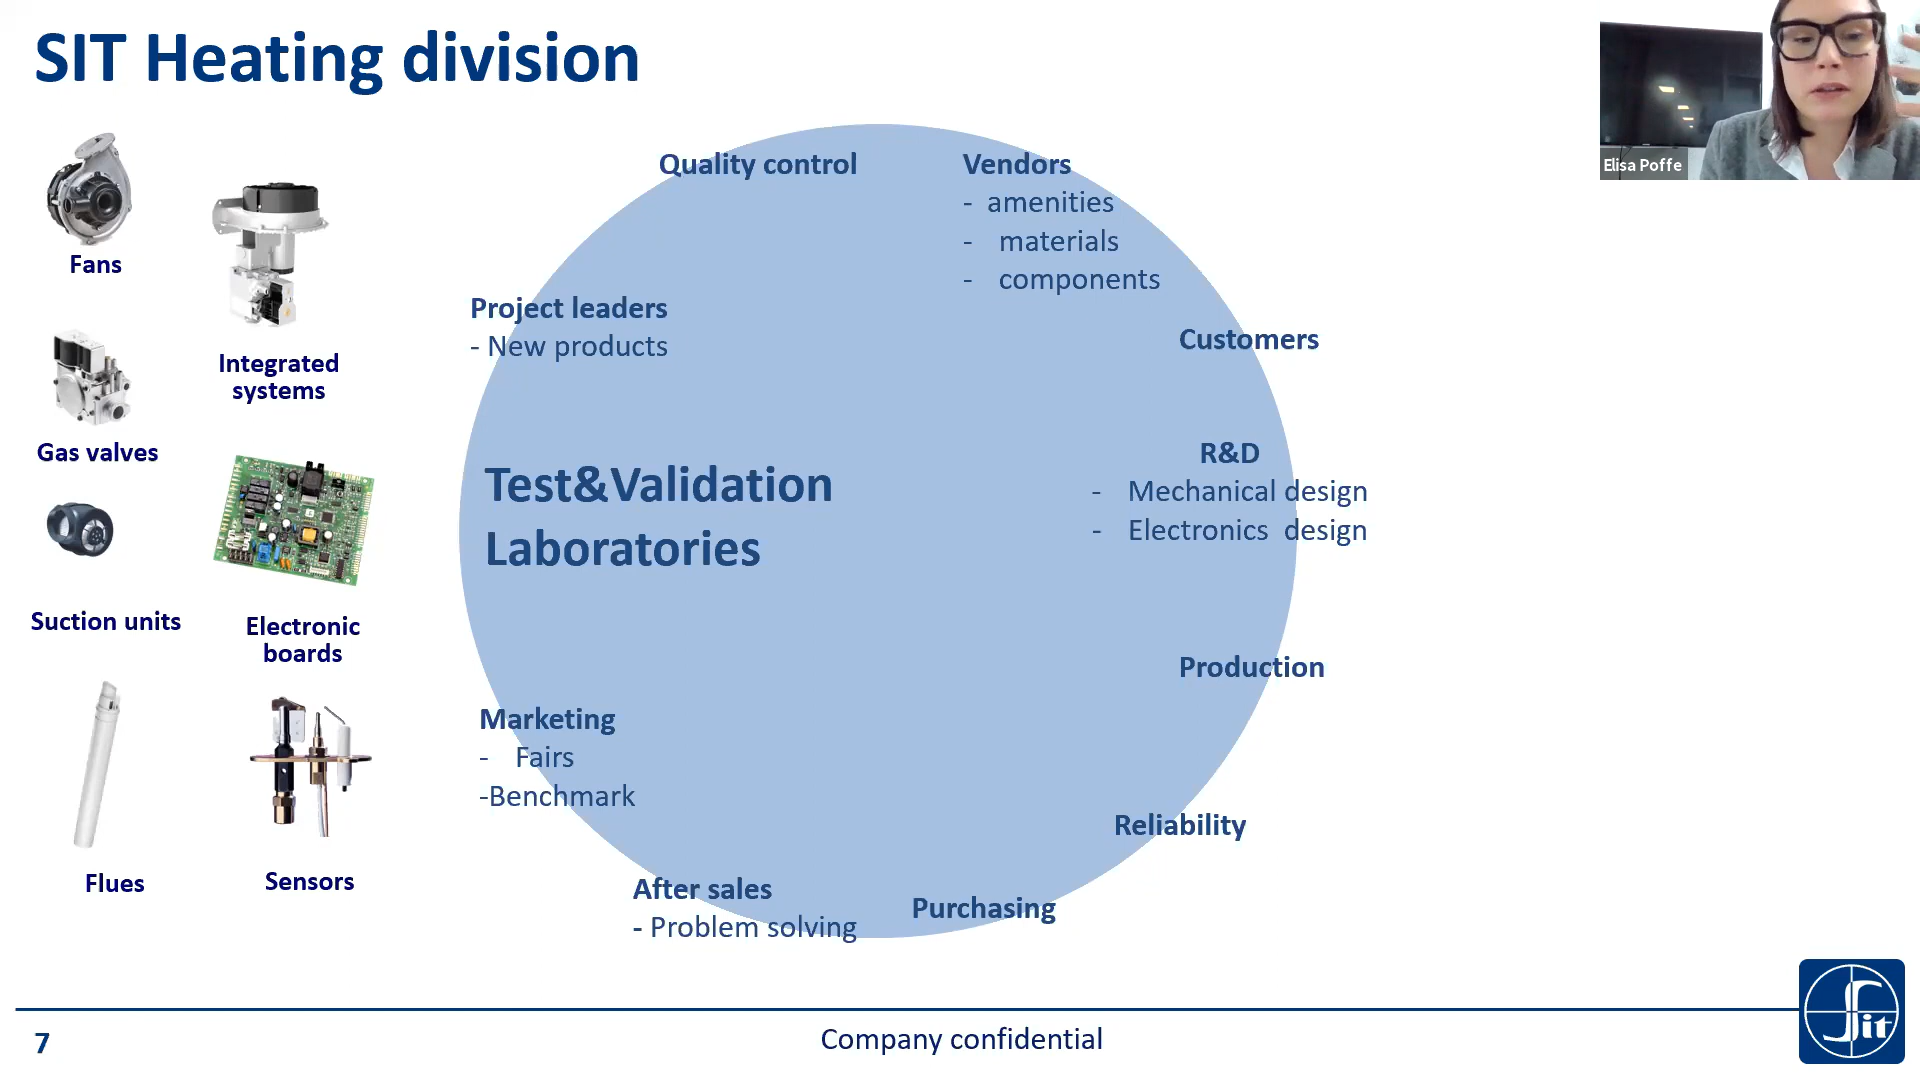 SIT Heating division
Elisa Poffe
Fans
Integrated
systems
Gas valves
Suction units
Electronic
boards
Flues
Sensors
Quality control
Vendors
- amenities
- materials
- components
Project leaders
- New products
Customers
Test&Validation
Laboratories
R&D
- Mechanical design
- Electronics design
Production
Marketing
- Fairs
-Benchmark
Reliability
After sales
- Problem solving
Purchasing
7
Company confidential
Sit